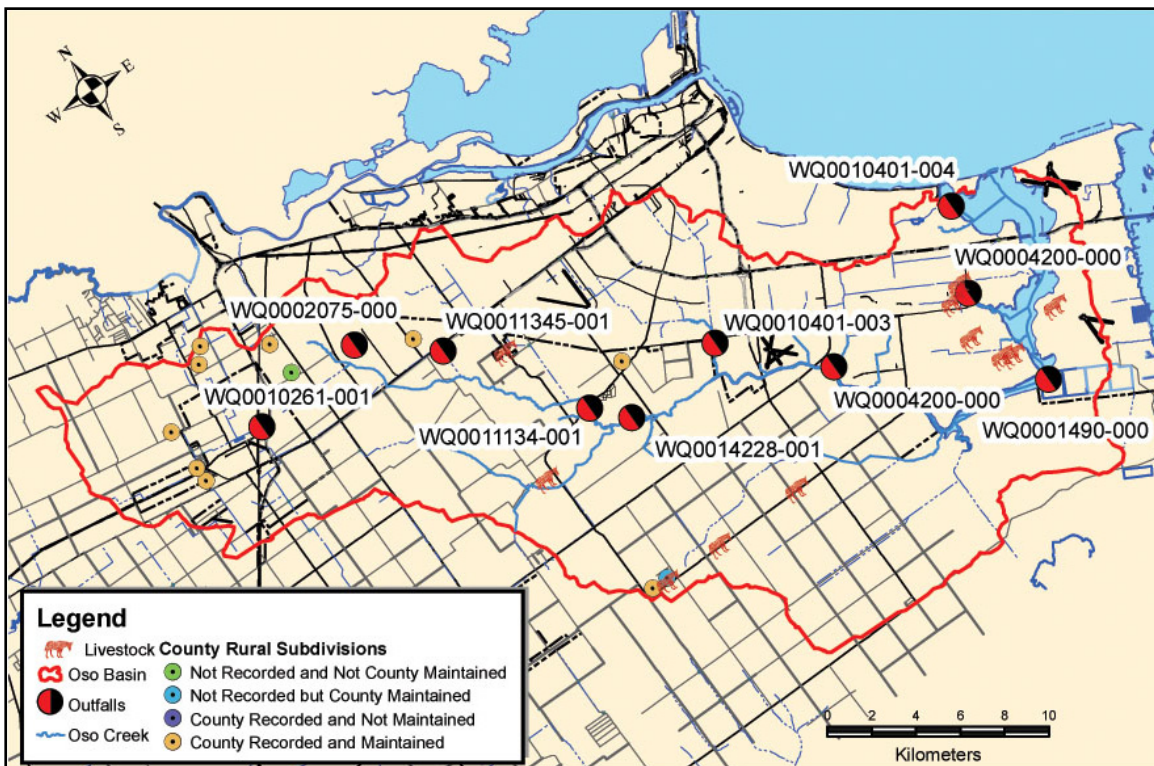 N
E
W
S
WQ0010401-004
WQ0004200-000
WQ0002075-000
WQ0011345-001
WQ0010401-003
WQ0010261-001
WQ0004200-000
WQ0011134-001
WQ0014228-001
WQ0001490-000
Legend
Livestock
Oso Basin
Outfalls
Oso Creek
County Rural Subdivisions
Not Recorded and Not County Maintained
Not Recorded but County Maintained
County Recorded and Not Maintained
County Recorded and Maintained
0 2 4 6 8 10
Kilometers